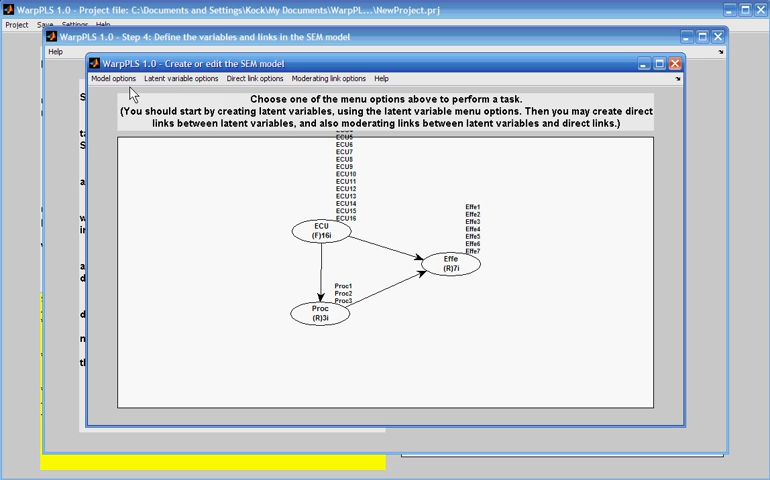 WarpPLS 1.0 - Project file: C:\Documents and Settings\Kock\My Documents\WarpPL...\NewProject.prj
Project Save Settings Help
WarpPLS 1.0 - Step 4: Define the variables and links in the SEM model
Help
WarpPLS 1.0 - Create or edit the SEM model
Model options Latent variable options Direct link options Moderating link options Help
Choose one of the menu options above to perform a task.
(You should start by creating latent variables, using the latent variable menu options. Then you may create direct
links between latent variables, and also moderating links between latent variables and direct links.)
ECU5
ECU6
ECU7
ECU8
ECU9
ECU10
ECU11
ECU12
ECU13
ECU14
ECU15
ECU16
ECU
(F)16i
Effe1
Effe2
Effe3
Effe4
Effe5
Effe6
Effe7
Effe
(R)7i
Proc1
Proc2
Proc3
Proc
(R)3i